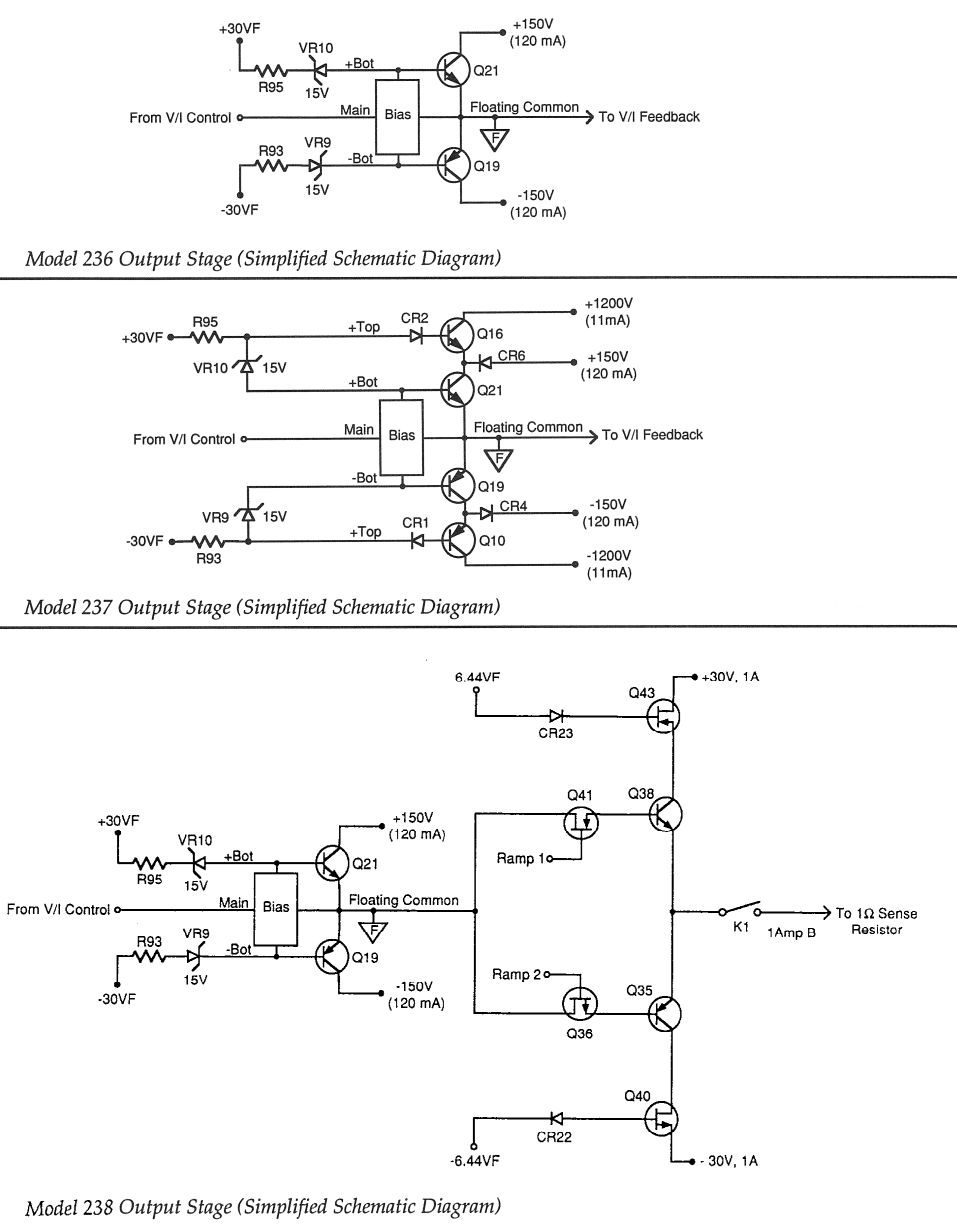 +30VF
+150V
(120 mA)
VR10
+Bot
Q21
R95
15V
Main
Bias
Floating Common
From V/I Control
To V/I Feedback
F
R93
VR9
-Bot
Q19
15V
-30VF
-150V
(120 mA)
Model 236 Output Stage (Simplified Schematic Diagram)
+1200V
(11mA)
R95
+Top
CR2
Q16
+30VF
CR6
+150V
(120 mA)
VR10
15V
+Bot
Q21
Main
Bias
Floating Common
From V/I Control
To V/I Feedback
F
-Bot
Q19
VR9
15V
CR4
-150V
(120 mA)
-30VF
R93
+Top
CR1
Q10
-1200V
(11mA)
Model 237 Output Stage (Simplified Schematic Diagram)
6.44VF
Q43
+30V, 1A
CR23
Q41
Q38
Ramp 1
+30VF
+150V
(120 mA)
VR10
+Bot
Q21
R95
15V
Main
Bias
Floating Common
From V/I Control
F
K1
1Amp B
To 1Ω Sense
Resistor
R93
VR9
-Bot
Q19
15V
-30VF
-150V
(120 mA)
Ramp 2
Q36
Q35
Q40
CR22
-6.44VF
- 30V, 1A
Model 238 Output Stage (Simplified Schematic Diagram)